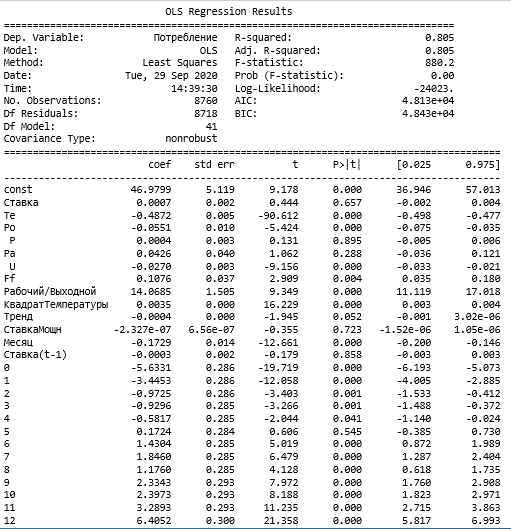 OLS Regression Results
Dep. Variable: Потребление R-squared: 0.805
Model: OLS Adj. R-squared: 0.805
Method: Least Squares F-statistic: 880.2
Date: Tue, 29 Sep 2020 Prob (F-statistic): 0.00
Time: 14:39:30 Log-Likelihood: -24023.
No. Observations: 8760 AIC: 4.813e+04
Df Residuals: 8718 BIC: 4.843e+04
Df Model: 41
Covariance Type: nonrobust
coef std err t P>|t| [0.025 0.975]
const 46.9799 5.119 9.178 0.000 36.946 57.013
Ставка 0.0007 0.002 0.444 0.657 -0.002 0.004
Te -0.4872 0.005 -90.612 0.000 -0.498 -0.477
Po -0.0551 0.010 -5.424 0.000 -0.075 -0.035
P 0.0004 0.003 0.131 0.895 -0.005 0.006
Pa 0.0426 0.040 1.062 0.288 -0.036 0.121
U -0.0270 0.003 -9.156 0.000 -0.033 -0.021
Ff 0.1076 0.037 2.909 0.004 0.035 0.180
Рабочий/Выходной 14.0685 1.505 9.349 0.000 11.119 17.018
КвадратТемпературы 0.0035 0.000 16.229 0.000 0.003 0.004
Тренд -0.0004 0.000 -1.945 0.052 -0.001 3.02e-06
СтавкаМощн -2.327e-07 6.56e-07 -0.355 0.723 -1.52e-06 1.05e-06
Месяц -0.1729 0.014 -12.661 0.000 -0.200 -0.146
Ставка(t-1) -0.0003 0.002 -0.179 0.858 -0.003 0.003
0 -5.6331 0.286 -19.719 0.000 -6.193 -5.073
1 -3.4453 0.286 -12.058 0.000 -4.005 -2.885
2 -0.9725 0.286 -3.403 0.001 -1.533 -0.412
3 -0.9296 0.285 -3.266 0.001 -1.488 -0.372
4 -0.5817 0.285 -2.044 0.041 -1.140 -0.024
5 0.1724 0.284 0.606 0.545 -0.385 0.730
6 1.4304 0.285 5.019 0.000 0.872 1.989
7 1.8460 0.285 6.479 0.000 1.287 2.404
8 1.1760 0.285 4.128 0.000 0.618 1.735
9 2.3343 0.293 7.972 0.000 1.760 2.908
10 2.3973 0.293 8.188 0.000 1.823 2.971
11 3.2893 0.293 11.235 0.000 2.715 3.863
12 6.4052 0.300 21.358 0.000 5.817 6.993